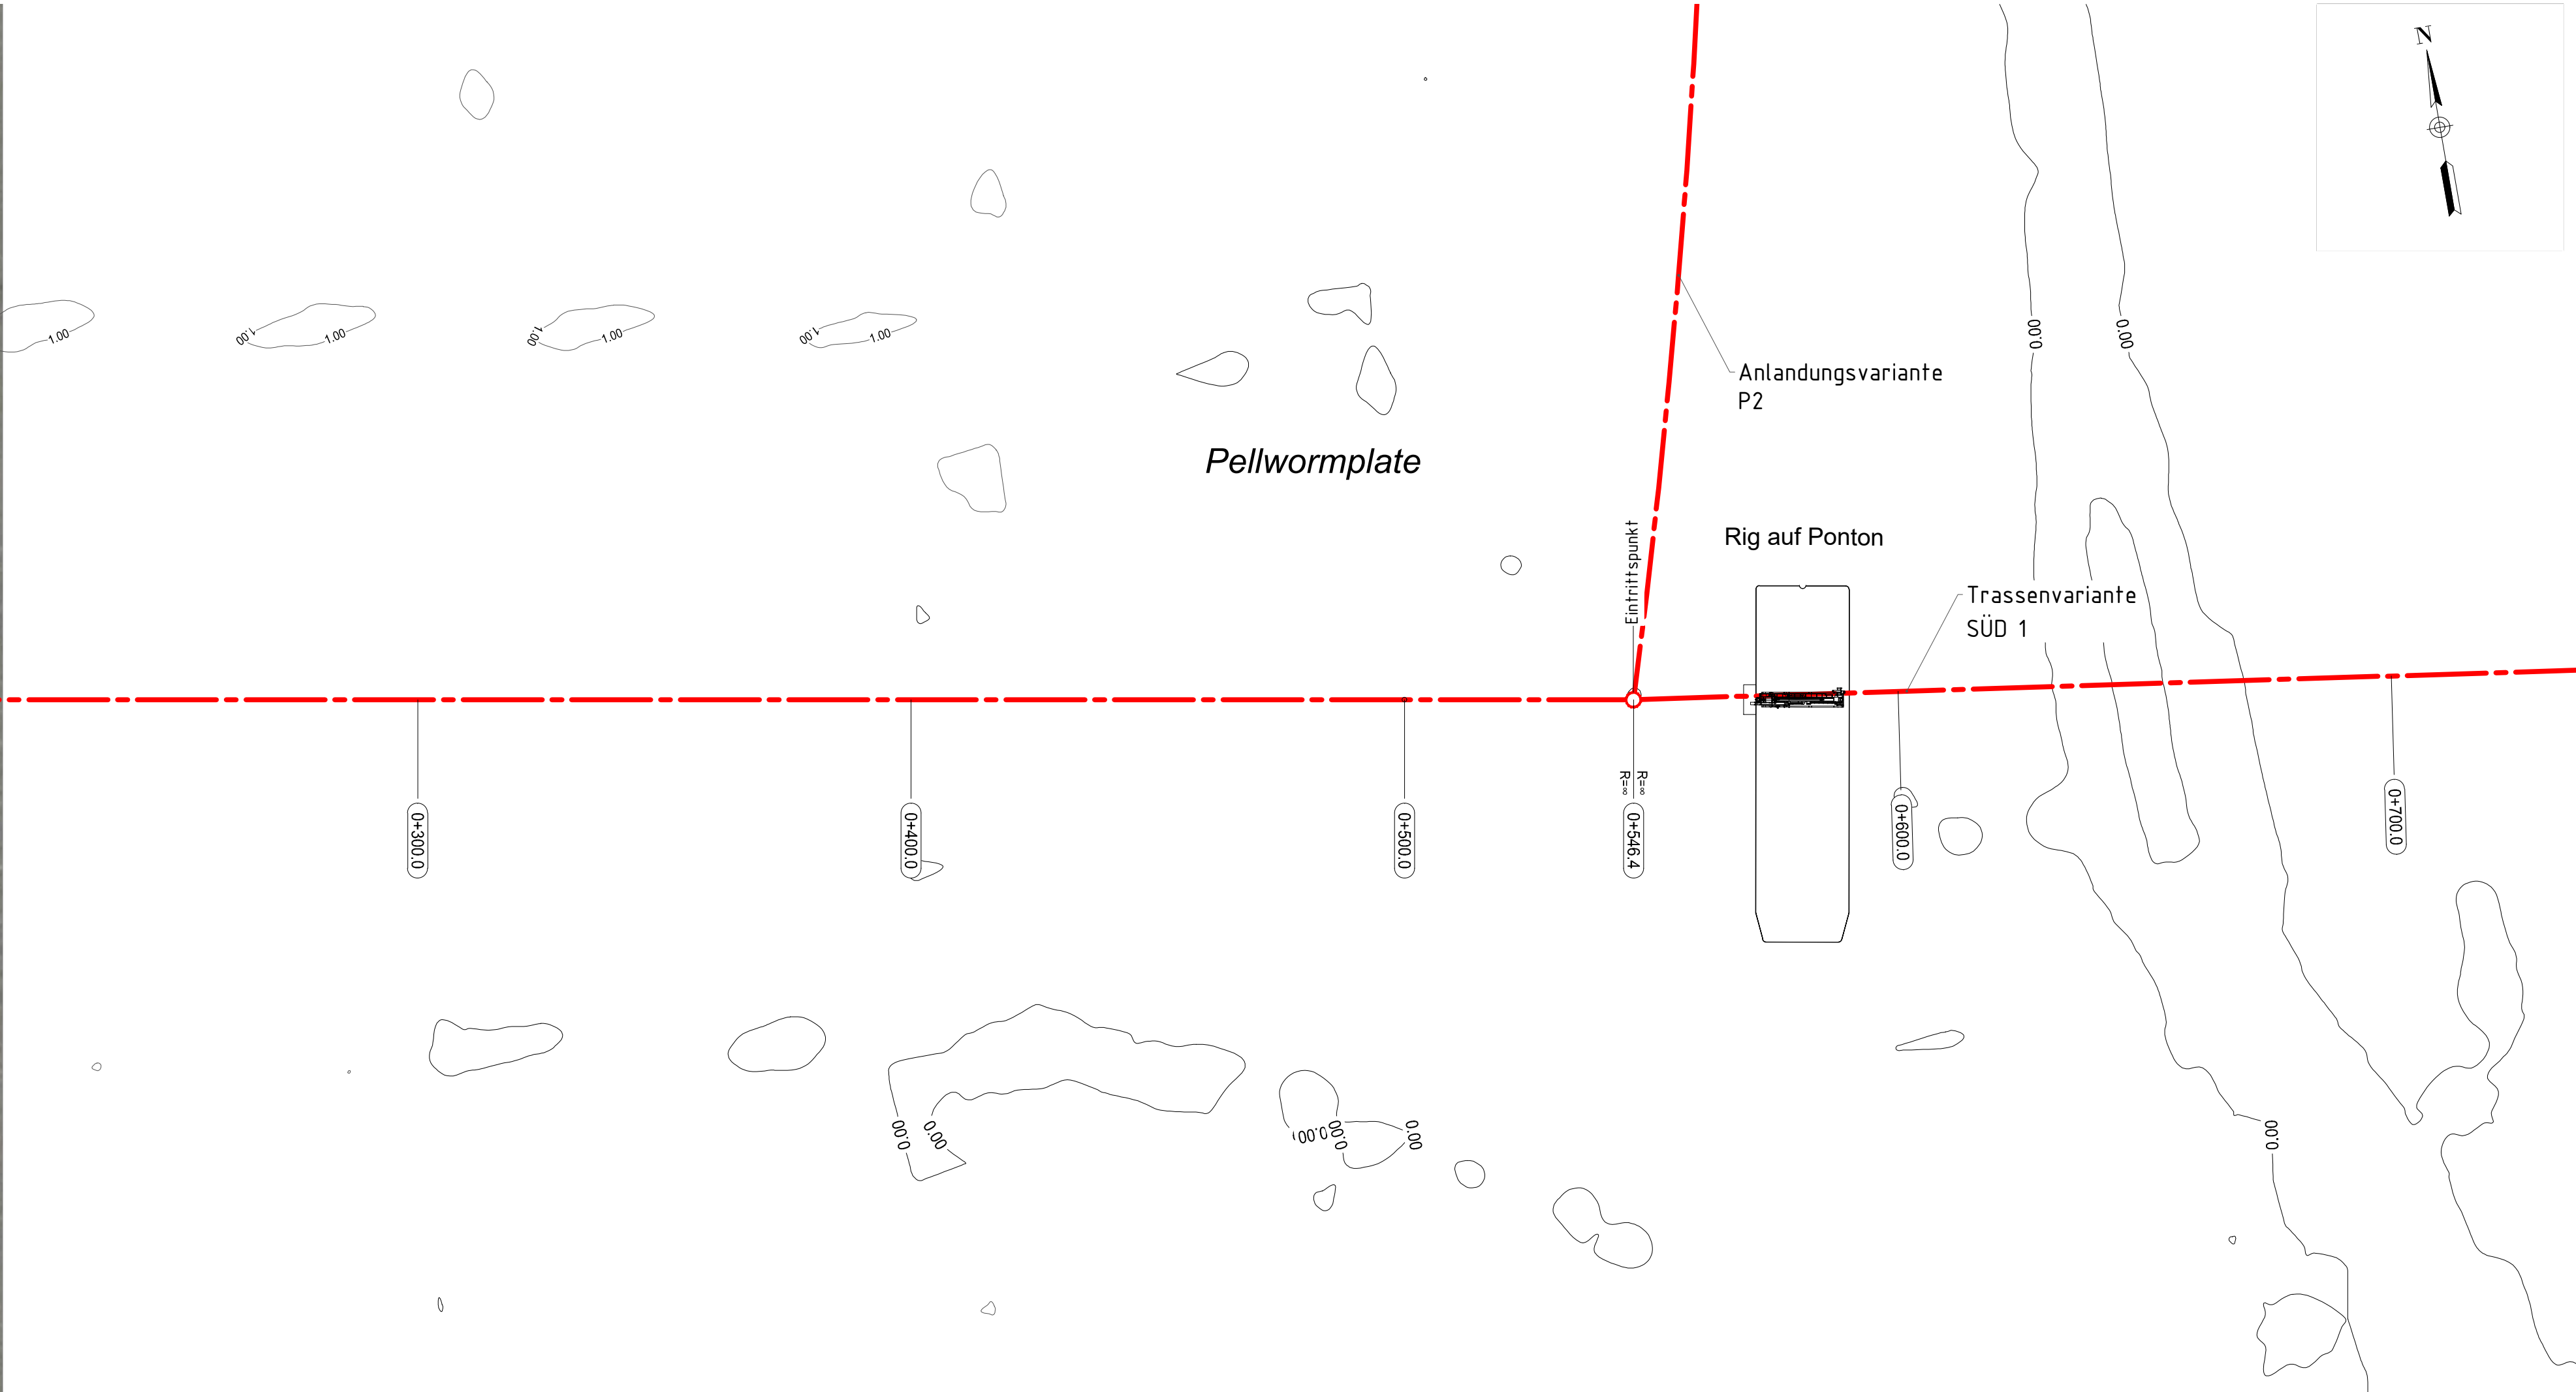 N
1.00
1.00
1.00
1.00
1.00
1.00
1.00
0.00
0.00
Anlandungsvariante
P2
Pellwormplate
Eintrittspunkt
Rig auf Ponton
Trassenvariante
SÜD 1
R=∞
R=∞
0+300.0
0+400.0
0+500.0
0+546.4
0+600.0
0+700.0
0.00
0.00
0.00
0.00
0.00
0.00